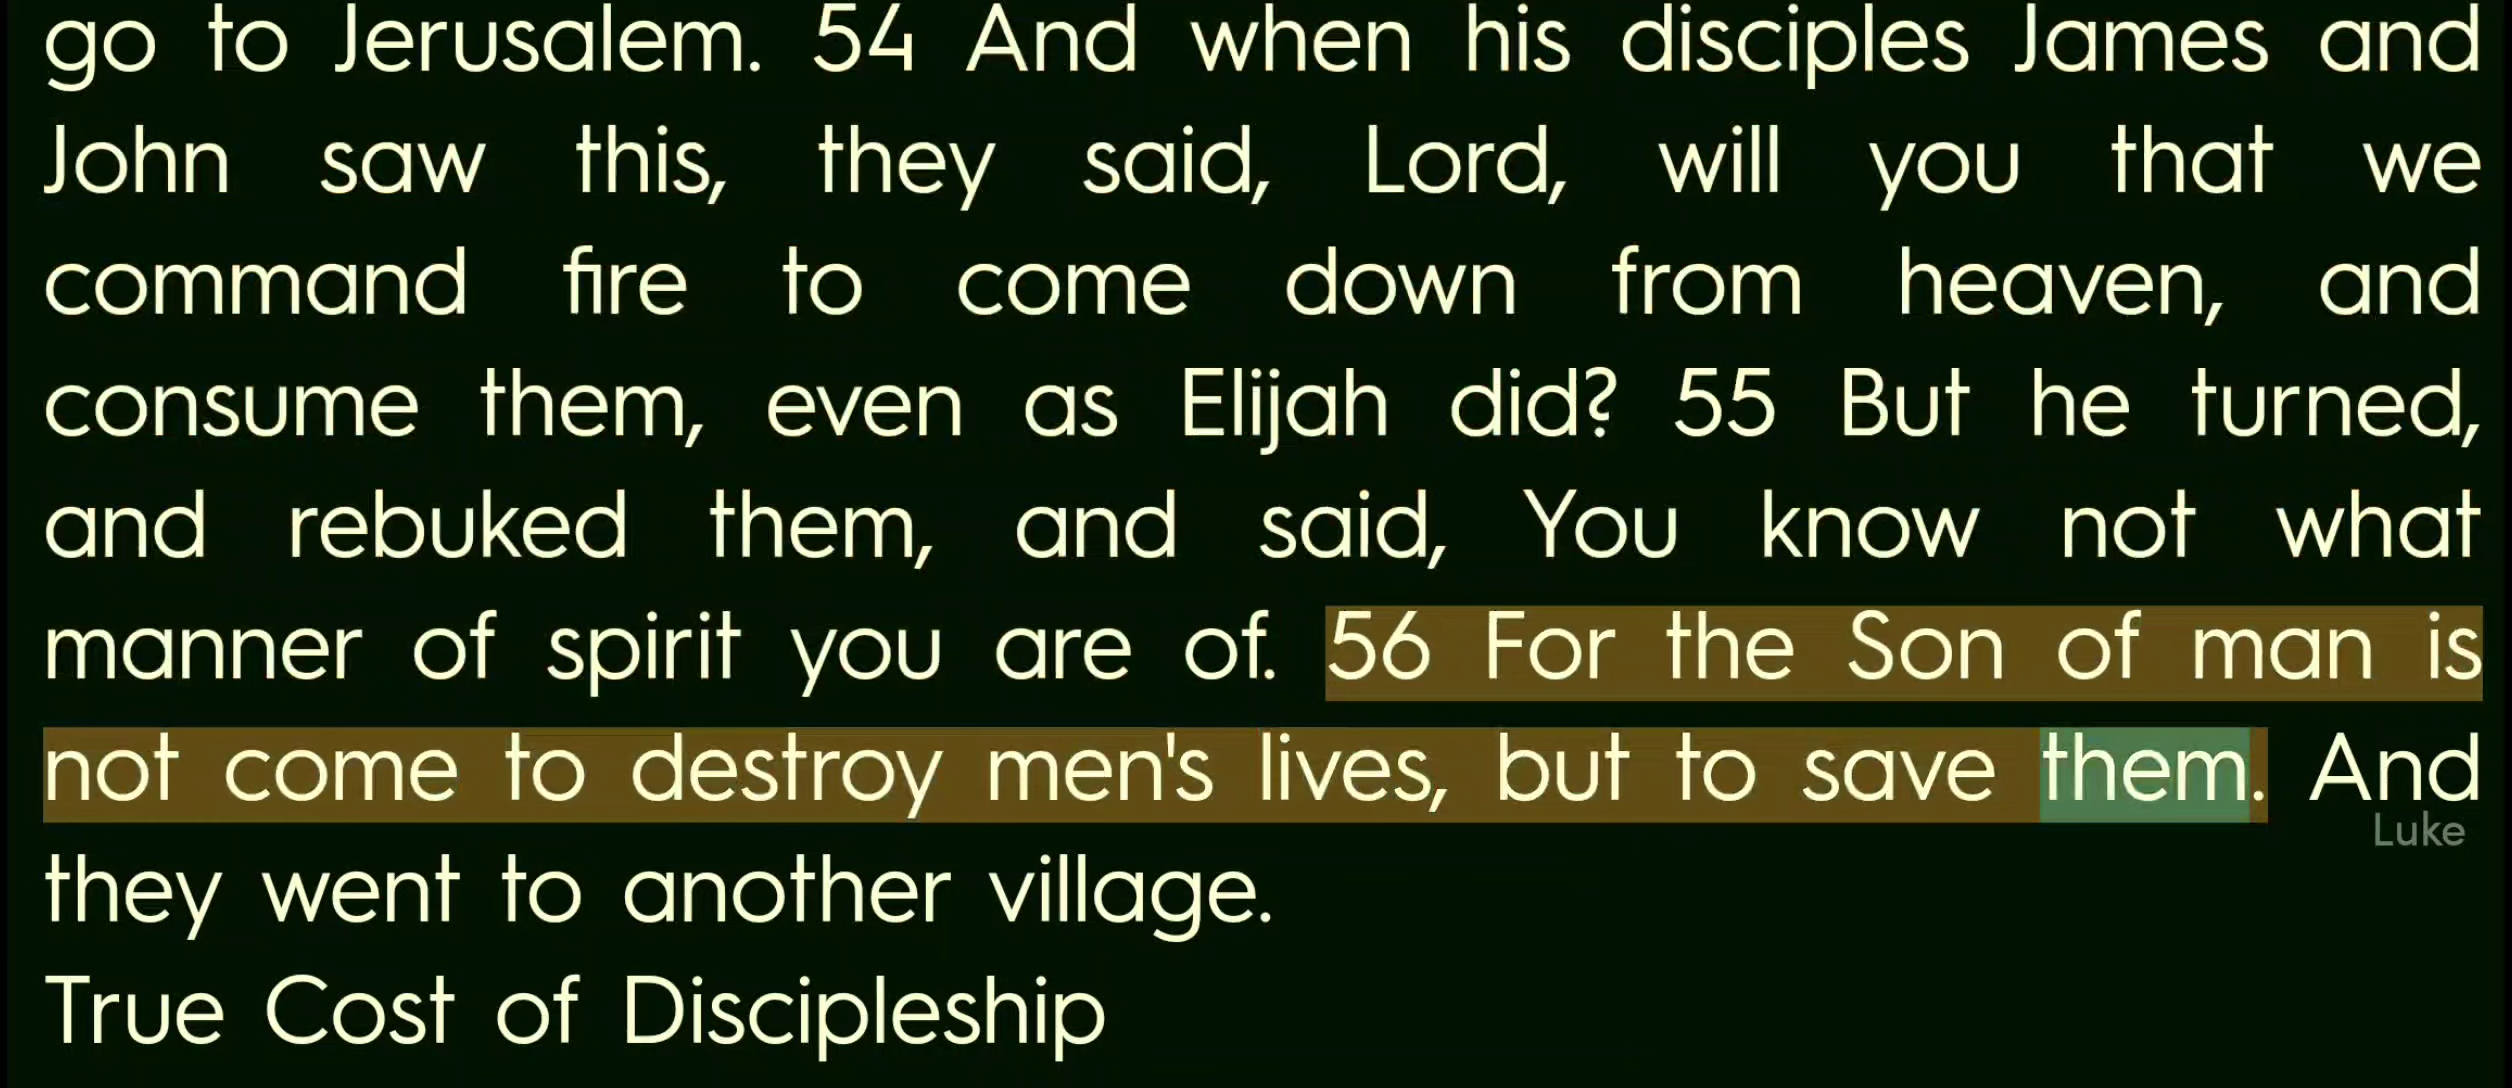 go to Jerusalem. 54 And when his disciples James and
John saw this, they said, Lord, will you that we
command fire to come down from heaven, and
consume them, even as Elijah did? 55 But he turned,
and rebuked them, and said, You know not what
manner of spirit you are of. 56 For the Son of man is
not come to destroy men's lives, but to save them. And
Luke
they went to another village.
True Cost of Discipleship